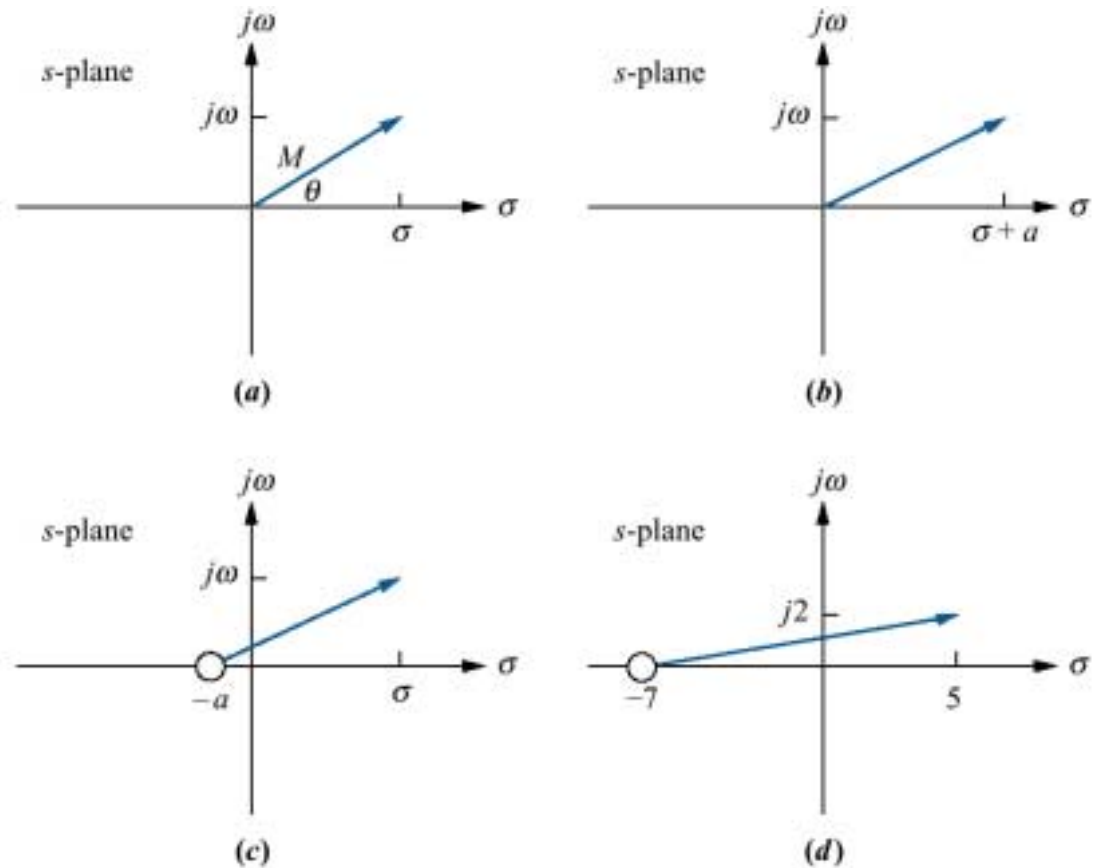 jω
s-plane
jω
M
θ
σ
σ
(a)
jω
s-plane
jω
σ
σ + a
(b)
jω
s-plane
jω
σ
−a
σ
(c)
jω
s-plane
j2
σ
−7
5
(d)